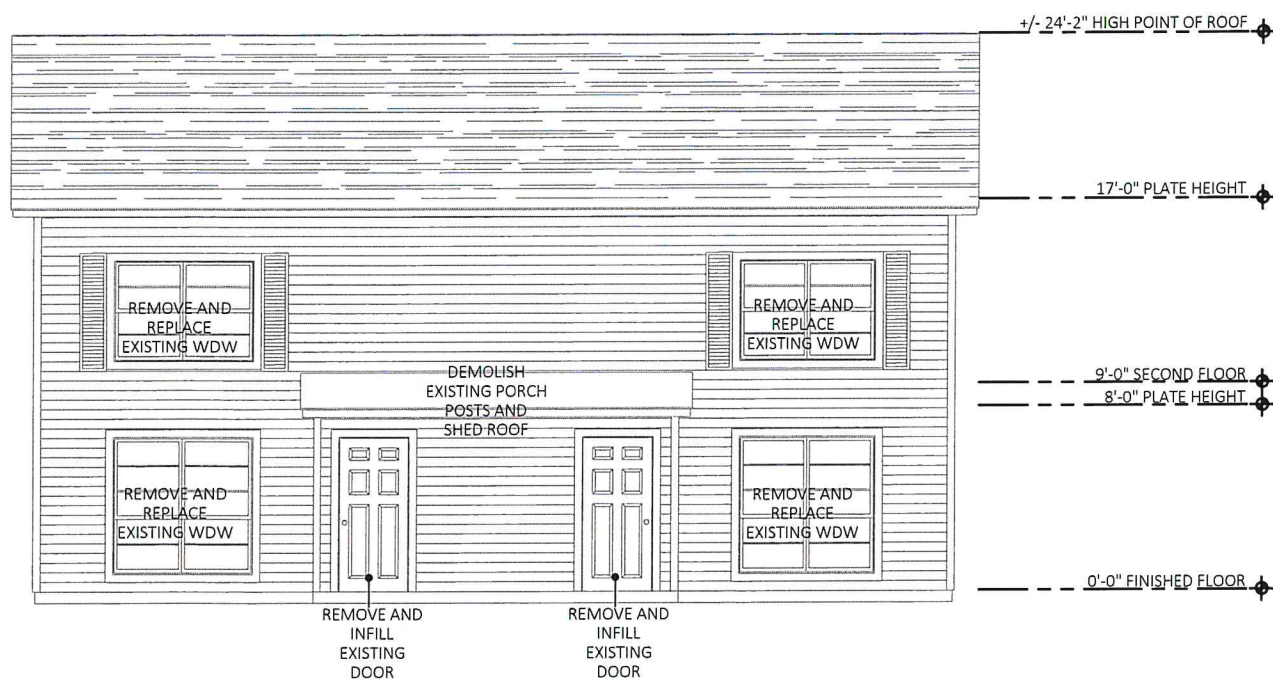 +/- 24'-2" HIGH POINT OF ROOF
17'-0" PLATE HEIGHT
REMOVE AND
REPLACE
EXISTING WDW
REMOVE AND
REPLACE
EXISTING WDW
DEMOLISH
EXISTING PORCH
POSTS AND
SHED ROOF
9'-0" SECOND FLOOR
8'-0" PLATE HEIGHT
REMOVE AND
REPLACE
EXISTING WDW
REMOVE AND
REPLACE
EXISTING WDW
0'-0" FINISHED FLOOR
REMOVE AND
INFILL
EXISTING
DOOR
REMOVE AND
INFILL
EXISTING
DOOR